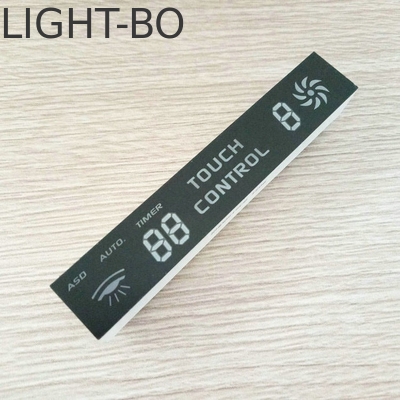 LIGHT-BO
ASD AUTO. TIMER
88
TOUCH
CONTROL
8